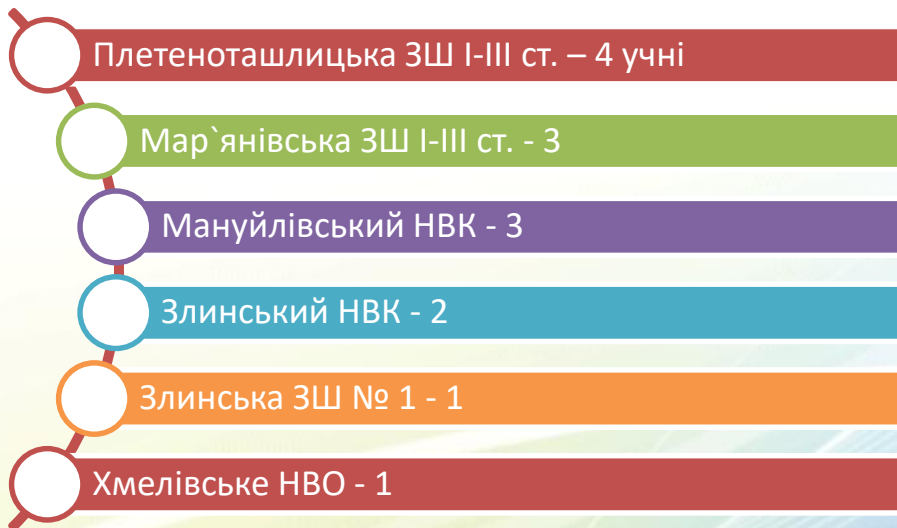 Плетеноташлицька ЗШ І-ІІІ ст. – 4 учні
Мар`янівська ЗШ І-ІІІ ст. - 3
Мануйлівський НВК - 3
Злинський НВК - 2
Злинська ЗШ № 1 - 1
Хмелівське НВО - 1